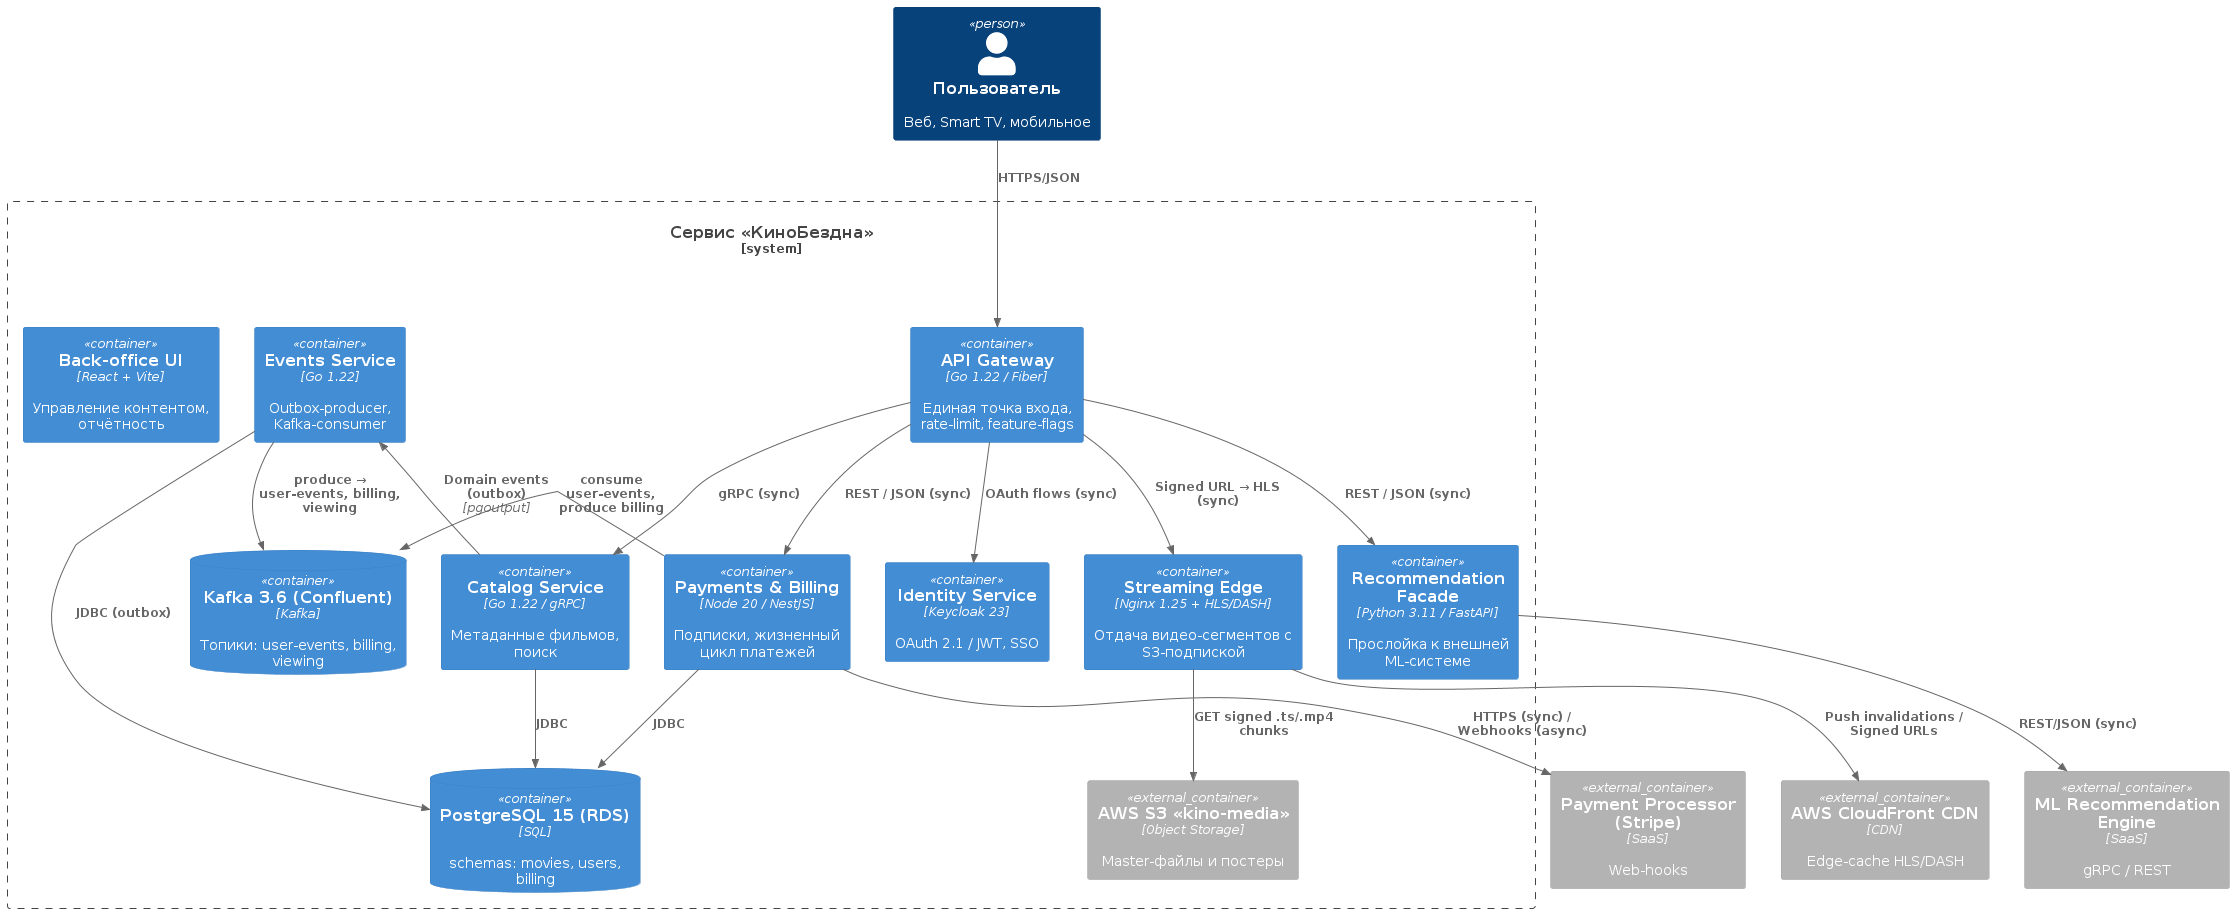 «person»
Пользователь
Веб, Smart TV, мобильное
HTTPS/JSON
Сервис «КиноБездна»
[system]
«container»
Back-office UI
[React + Vite]
Управление контентом,
отчётность
«container»
Events Service
[Go 1.22]
Outbox-producer,
Kafka-consumer
«container»
API Gateway
[Go 1.22 / Fiber]
Единая точка входа,
rate-limit, feature-flags
produce →
user-events, billing,
viewing
Domain events
(outbox)
[pgoutput]
consume
user-events,
produce billing
gRPC (sync)
REST / JSON (sync)
OAuth flows (sync)
Signed URL → HLS
(sync)
REST / JSON (sync)
JDBC (outbox)
«container»
Kafka 3.6 (Confluent)
[Kafka]
Топики: user-events, billing,
viewing
«container»
Catalog Service
[Go 1.22 / gRPC]
Метаданные фильмов,
поиск
«container»
Payments & Billing
[Node 20 / NestJS]
Подписки, жизненный
цикл платежей
«container»
Identity Service
[Keycloak 23]
OAuth 2.1 / JWT, SSO
«container»
Streaming Edge
[Nginx 1.25 + HLS/DASH]
Отдача видео-сегментов с
S3-подпиской
«container»
Recommendation
Facade
[Python 3.11 / FastAPI]
Прослойка к внешней
ML-системе
JDBC
JDBC
GET signed .ts/.mp4
chunks
HTTPS (sync) /
Webhooks (async)
Push invalidations /
Signed URLs
REST/JSON (sync)
«container»
PostgreSQL 15 (RDS)
[SQL]
schemas: movies, users,
billing
«external_container»
AWS S3 «kino-media»
[Object Storage]
Master-файлы и постеры
«external_container»
Payment Processor
(Stripe)
[SaaS]
Web-hooks
«external_container»
AWS CloudFront CDN
[CDN]
Edge-cache HLS/DASH
«external_container»
ML Recommendation
Engine
[SaaS]
gRPC / REST